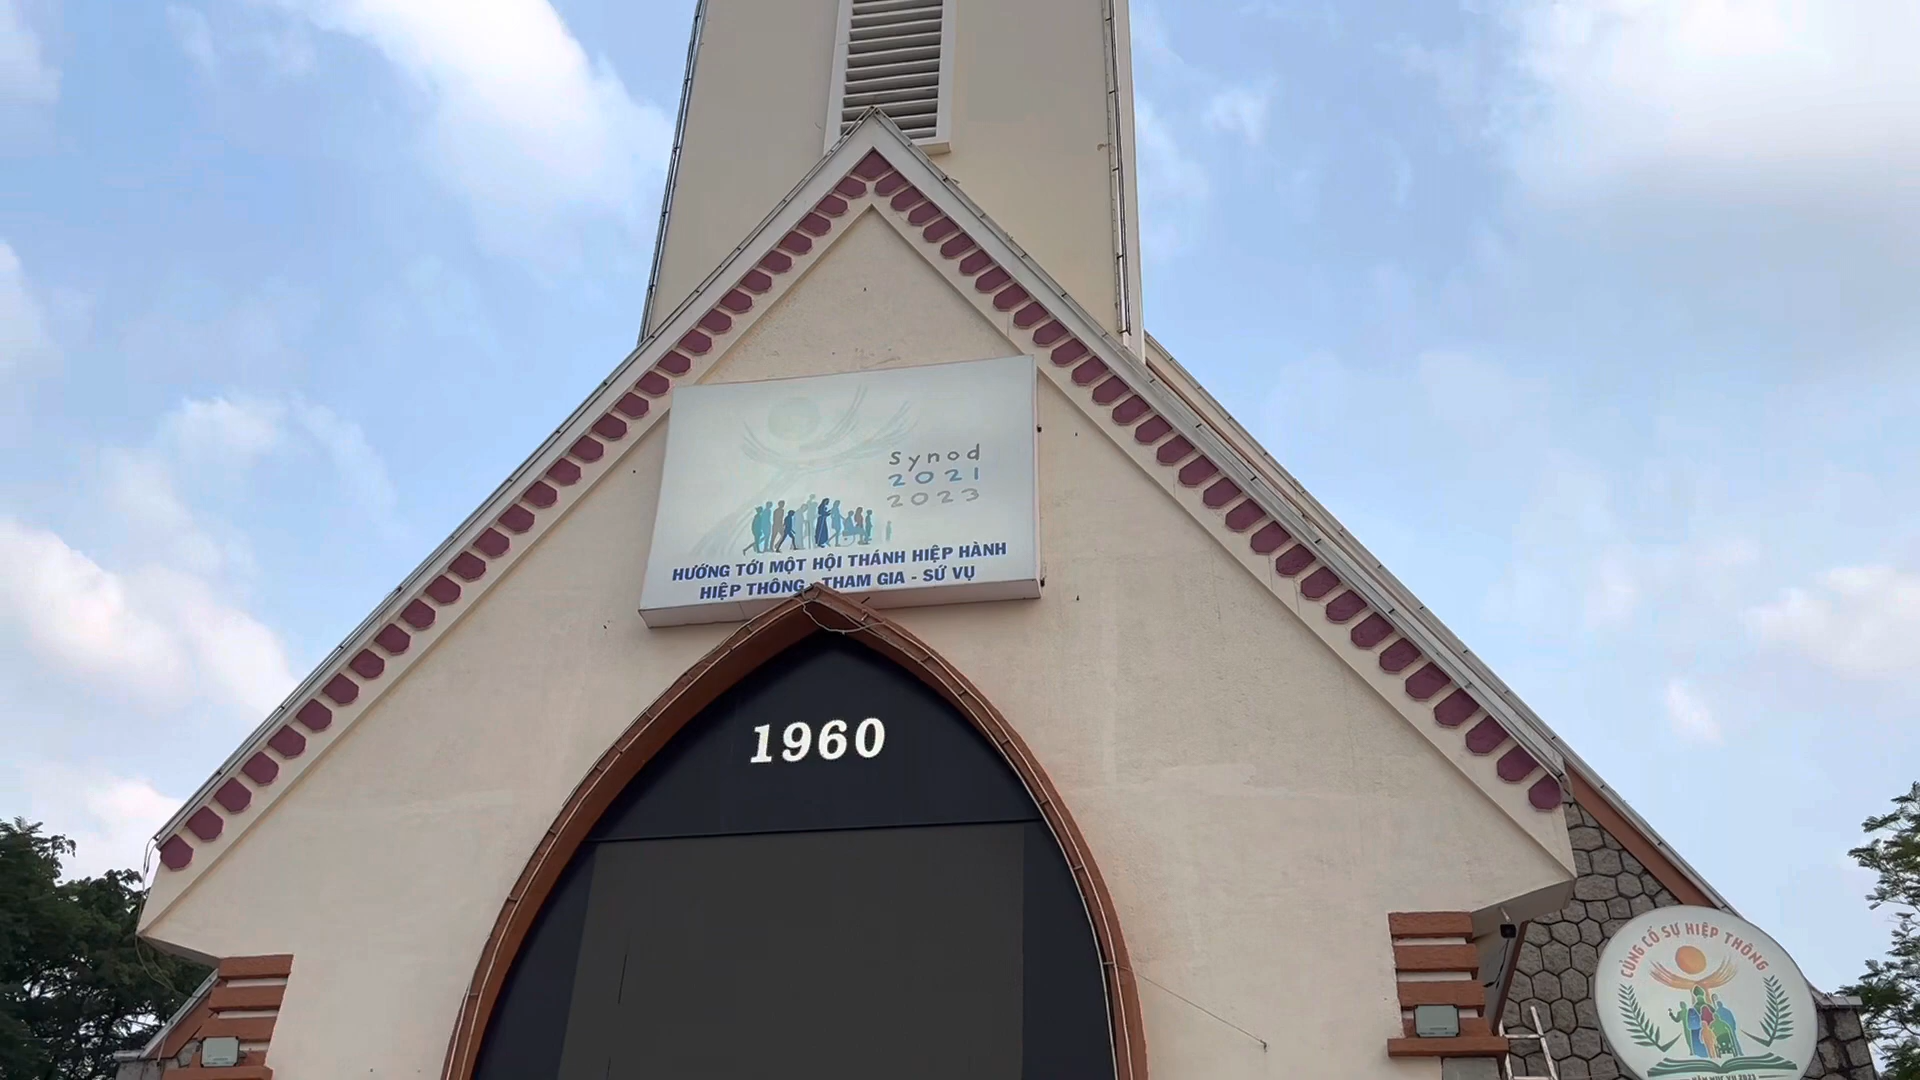 Synod
2021
2023
HƯỚNG TỚI MỘT HỘI THÁNH HIỆP HÀNH
HIỆP THÔNG - THAM GIA - SỨ VỤ
1960
CỦNG CỐ SỰ HIỆP THÔNG